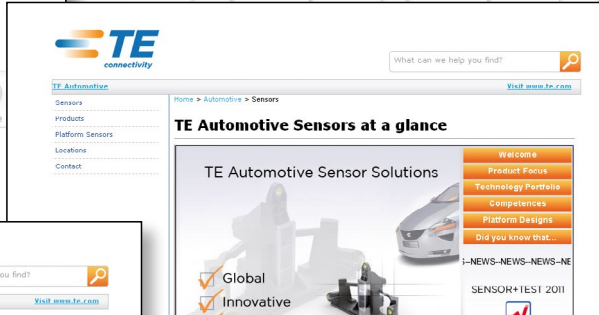 TE
connectivity
What can we help you find?
TE Automotive
Visit www.te.com
Sensors
Products
Platform Sensors
Locations
Contact
Home > Automotive > Sensors
TE Automotive Sensors at a glance
TE Automotive Sensor Solutions
Global
Innovative
Welcome
Product Focus
Technology Portfolio
Competences
Platform Designs
Did you know that...
--NEWS--NEWS--NEWS--NE
SENSOR+TEST 2011
ou find?
Visit www.te.com